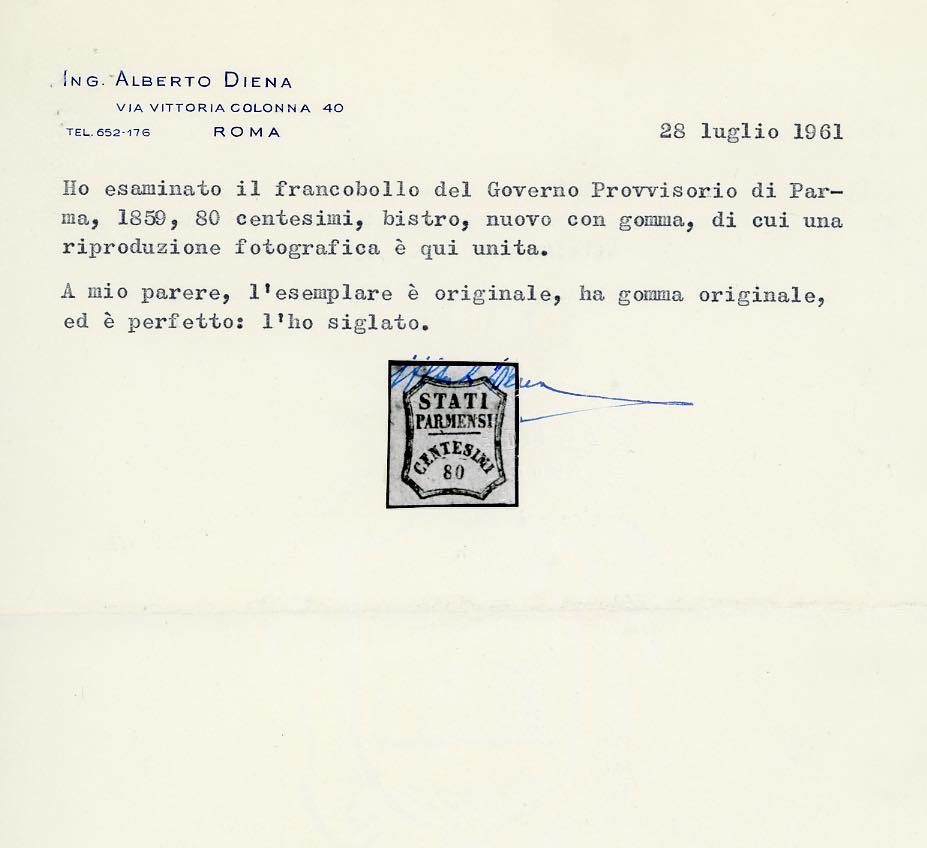 ING. ALBERTO DIENA
VIA VITTORIA COLONNA 40
TEL. 652-176 ROMA
28 luglio 1961
Ho esaminato il francobollo del Governo Provvisorio di Par-
ma, 1859, 80 centesimi, bistro, nuovo con gomma, di cui una
riproduzione fotografica è qui unita.
A mio parere, l'esemplare è originale, ha gomma originale,
ed è perfetto: l'ho siglato.
Alberto Diena
STATI
PARMENSI
CENTESIMI
80